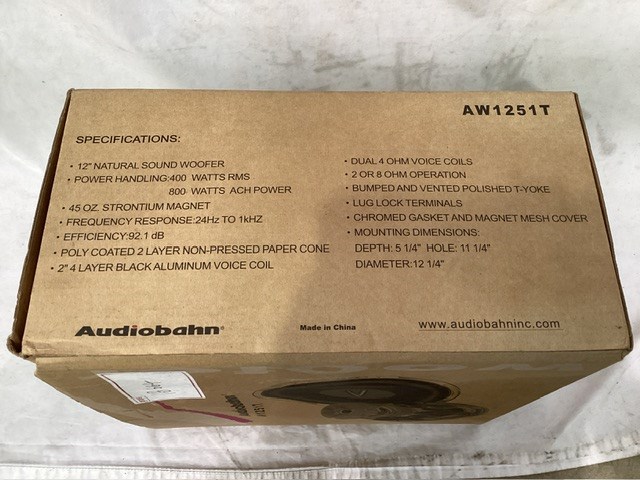 AW1251T
SPECIFICATIONS:
• 12" NATURAL SOUND WOOFER
• POWER HANDLING:400 WATTS RMS
800 WATTS ACH POWER
• 45 OZ. STRONTIUM MAGNET
• FREQUENCY RESPONSE:24Hz TO 1kHZ
• EFFICIENCY:92.1 dB
• POLY COATED 2 LAYER NON-PRESSED PAPER CONE
• 2" 4 LAYER BLACK ALUMINUM VOICE COIL
• DUAL 4 OHM VOICE COILS
• 2 OR 8 OHM OPERATION
• BUMPED AND VENTED POLISHED T-YOKE
• LUG LOCK TERMINALS
• CHROMED GASKET AND MAGNET MESH COVER
• MOUNTING DIMENSIONS:
DEPTH: 5 1/4" HOLE: 11 1/4"
DIAMETER:12 1/4"
Audiobahn®
Made in China
www.audiobahninc.com
Audiobahn